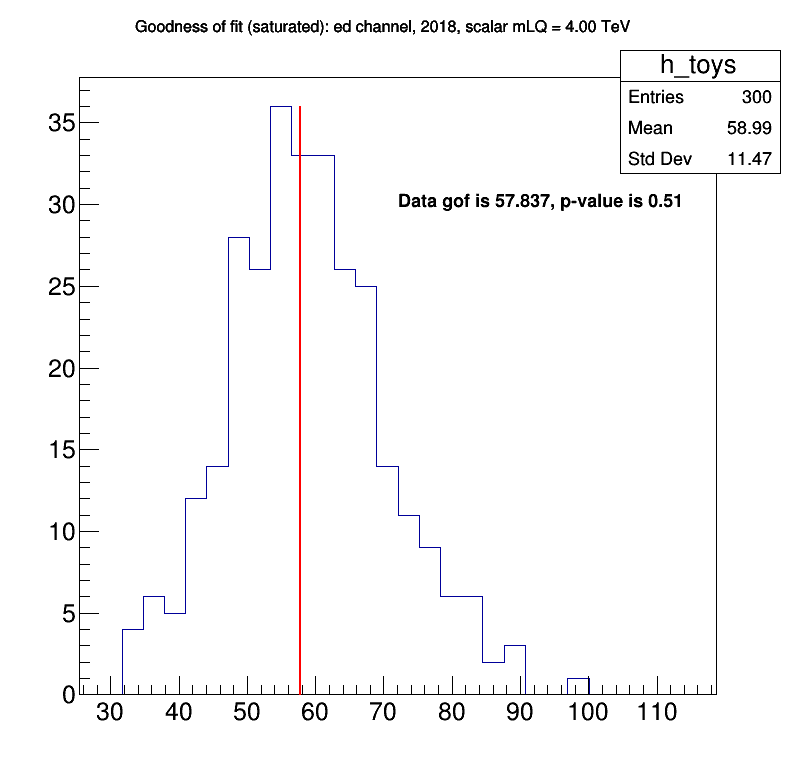 Goodness of fit (saturated): ed channel, 2018, scalar mLQ = 4.00 TeV
h_toys
Entries 300
Mean 58.99
Std Dev 11.47
Data gof is 57.837, p-value is 0.51
35
30
25
20
15
10
5
0
30 40 50 60 70 80 90 100 110